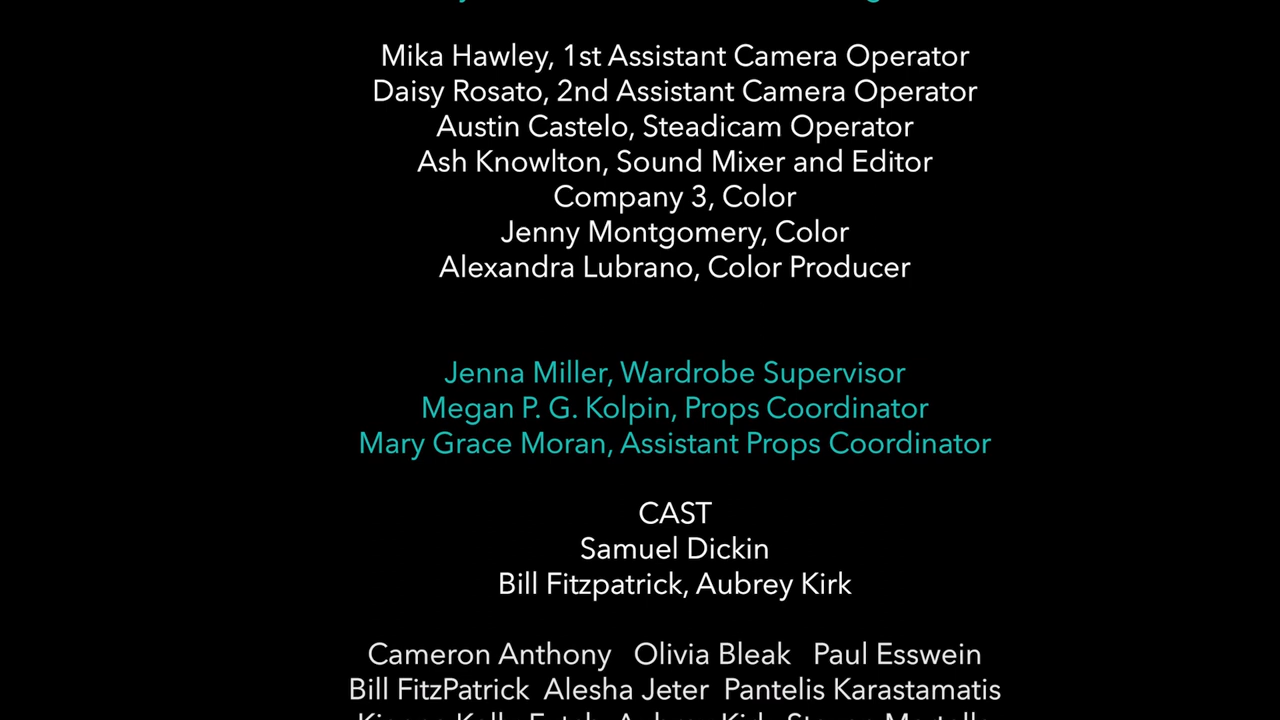 Mika Hawley, 1st Assistant Camera Operator
Daisy Rosato, 2nd Assistant Camera Operator
Austin Castelo, Steadicam Operator
Ash Knowlton, Sound Mixer and Editor
Company 3, Color
Jenny Montgomery, Color
Alexandra Lubrano, Color Producer
Jenna Miller, Wardrobe Supervisor
Megan P. G. Kolpin, Props Coordinator
Mary Grace Moran, Assistant Props Coordinator
CAST
Samuel Dickin
Bill Fitzpatrick, Aubrey Kirk
Cameron Anthony Olivia Bleak Paul Esswein
Bill FitzPatrick Alesha Jeter Pantelis Karastamatis